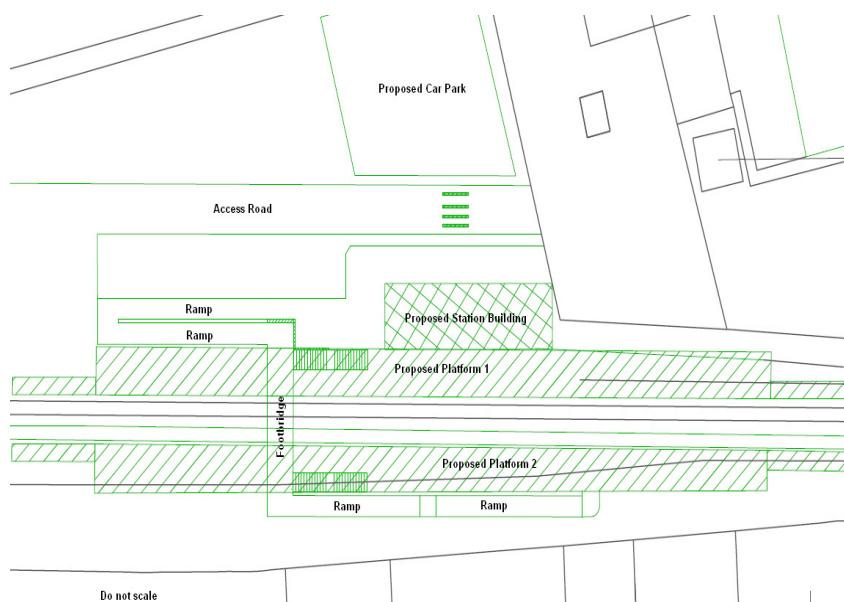 Proposed Car Park
Access Road
Ramp
Proposed Station Building
Ramp
Proposed Platform 1
Footbridge
Proposed Platform 2
Ramp
Ramp
Do not scale